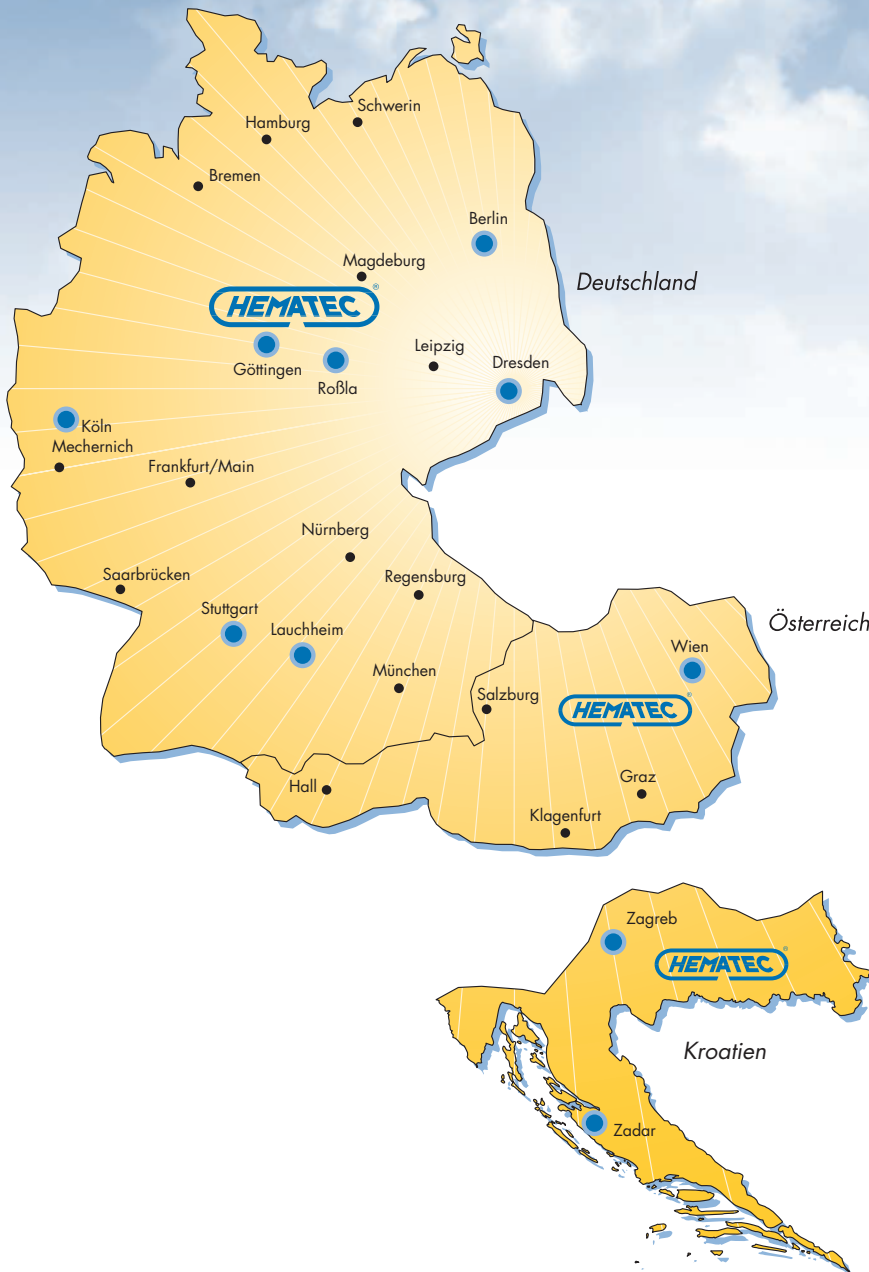 Schwerin
Hamburg
Bremen
Berlin
Magdeburg
Deutschland
HEMATEC®
Leipzig
Göttingen
Dresden
Roßla
Köln
Mechernich
Frankfurt/Main
Nürnberg
Saarbrücken
Regensburg
Stuttgart
Österreich
Lauchheim
Wien
München
Salzburg
HEMATEC®
Graz
Hall
Klagenfurt
Zagreb
HEMATEC®
Kroatien
Zadar